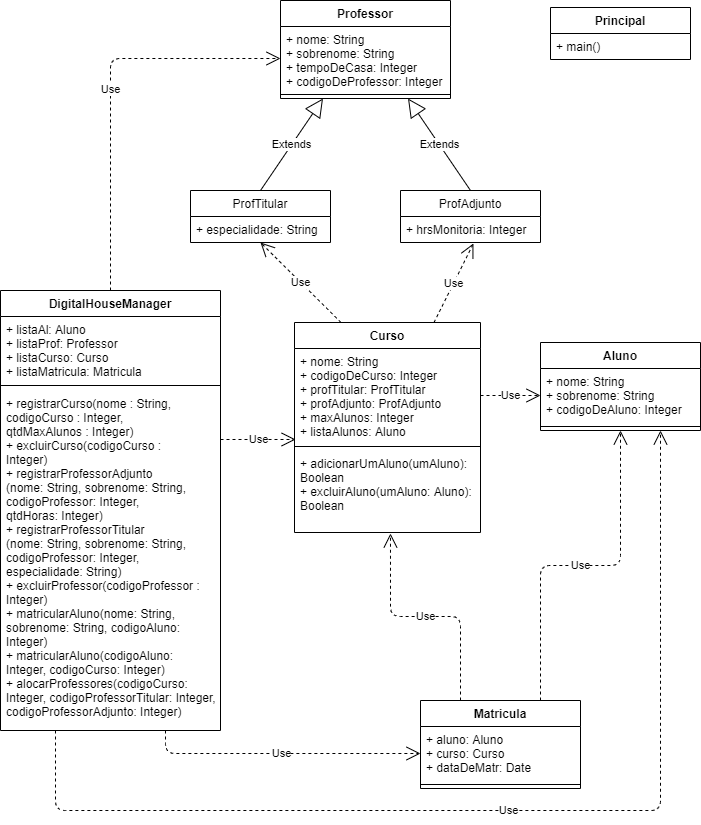 Professor
+ nome: String
+ sobrenome: String
+ tempoDeCasa: Integer
+ codigoDeProfessor: Integer
Principal
+ main()
Use
Extends
Extends
ProfTitular
+ especialidade: String
ProfAdjunto
+ hrsMonitoria: Integer
Use
Use
DigitalHouseManager
+ listaAl: Aluno
+ listaProf: Professor
+ listaCurso: Curso
+ listaMatricula: Matricula
+ registrarCurso(nome : String,
codigoCurso : Integer,
qtdMaxAlunos : Integer)
+ excluirCurso(codigoCurso :
Integer)
+ registrarProfessorAdjunto
(nome: String, sobrenome: String,
codigoProfessor: Integer,
qtdHoras: Integer)
+ registrarProfessorTitular
(nome: String, sobrenome: String,
codigoProfessor: Integer,
especialidade: String)
+ excluirProfessor(codigoProfessor :
Integer)
+ matricularAluno(nome: String,
sobrenome: String, codigoAluno:
Integer)
+ matricularAluno(codigoAluno:
Integer, codigoCurso: Integer)
+ alocarProfessores(codigoCurso:
Integer, codigoProfessorTitular: Integer,
codigoProfessorAdjunto: Integer)
Use
Curso
+ nome: String
+ codigoDeCurso: Integer
+ profTitular: ProfTitular
+ profAdjunto: ProfAdjunto
+ maxAlunos: Integer
+ listaAlunos: Aluno
+ adicionarUmAluno(umAluno):
Boolean
+ excluirAluno(umAluno: Aluno):
Boolean
Use
Aluno
+ nome: String
+ sobrenome: String
+ codigoDeAluno: Integer
Use
Use
Matricula
+ aluno: Aluno
+ curso: Curso
+ dataDeMatr: Date
Use
Use